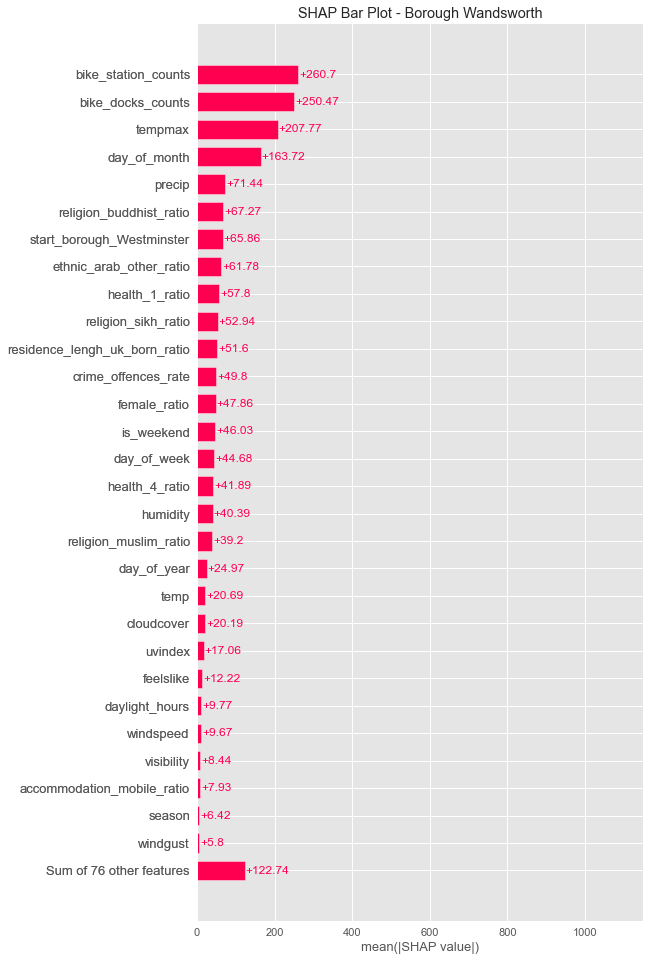 SHAP Bar Plot - Borough Wandsworth
bike_station_counts +260.7
bike_docks_counts +250.47
tempmax +207.77
day_of_month +163.72
precip +71.44
religion_buddhist_ratio +67.27
start_borough_Westminster +65.86
ethnic_arab_other_ratio +61.78
health_1_ratio +57.8
religion_sikh_ratio +52.94
residence_lengh_uk_born_ratio +51.6
crime_offences_rate +49.8
female_ratio +47.86
is_weekend +46.03
day_of_week +44.68
health_4_ratio +41.89
humidity +40.39
religion_muslim_ratio +39.2
day_of_year +24.97
temp +20.69
cloudcover +20.19
uvindex +17.06
feelslike +12.22
daylight_hours +9.77
windspeed +9.67
visibility +8.44
accommodation_mobile_ratio +7.93
season +6.42
windgust +5.8
Sum of 76 other features +122.74
0 200 400 600 800 1000
mean(|SHAP value|)